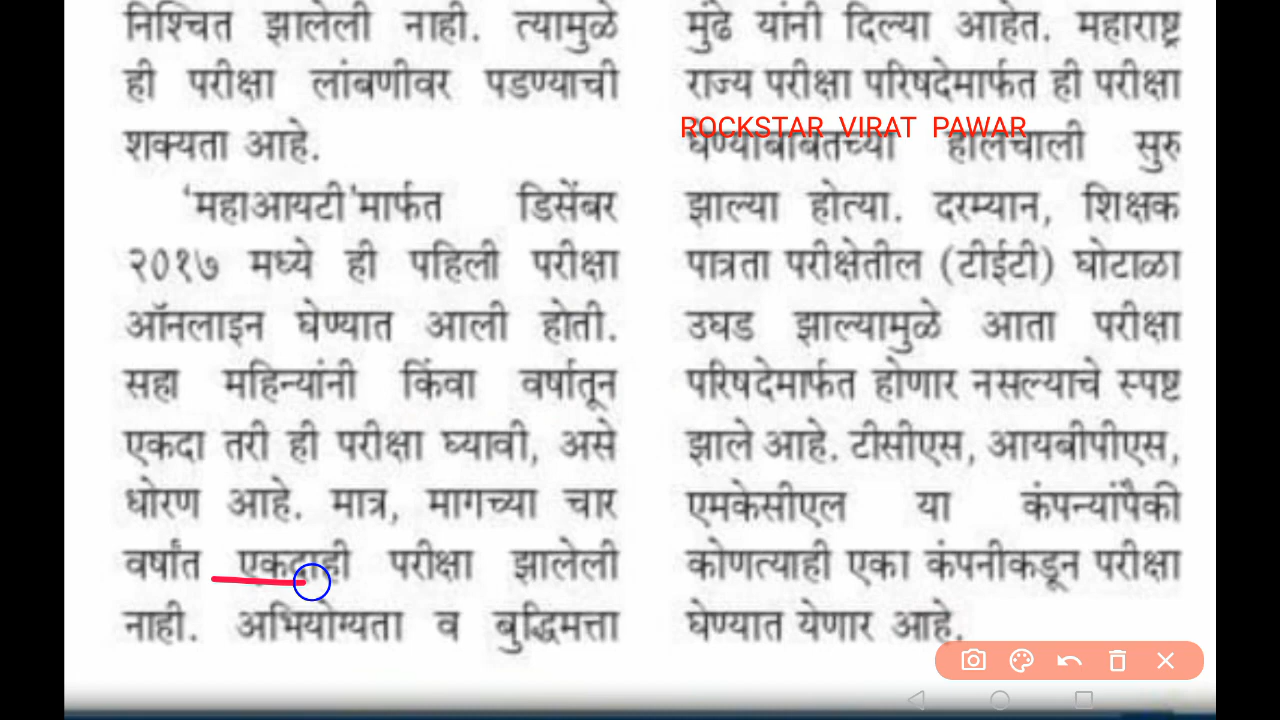 निश्चित झालेली नाही. त्यामुळे
ही परीक्षा लांबणीवर पडण्याची
शक्यता आहे.
'महाआयटी'मार्फत डिसेंबर
२०१७ मध्ये ही पहिली परीक्षा
ऑनलाइन घेण्यात आली होती.
सहा महिन्यांनी किंवा वर्षातून
एकदा तरी ही परीक्षा घ्यावी, असे
धोरण आहे. मात्र, मागच्या चार
वर्षांत एकदाही परीक्षा झालेली
नाही. अभियोग्यता व बुद्धिमत्ता
मुंढे यांनी दिल्या आहेत. महाराष्ट्र
राज्य परीक्षा परिषदेमार्फत ही परीक्षा
ROCKSTAR VIRAT PAWAR
घेण्याबाबतच्या हालचाली सुरु
झाल्या होत्या. दरम्यान, शिक्षक
पात्रता परीक्षेतील (टीईटी) घोटाळा
उघड झाल्यामुळे आता परीक्षा
परिषदेमार्फत होणार नसल्याचे स्पष्ट
झाले आहे. टीसीएस, आयबीपीएस,
एमकेसीएल या कंपन्यांपैकी
कोणत्याही एका कंपनीकडून परीक्षा
घेण्यात येणार आहे.